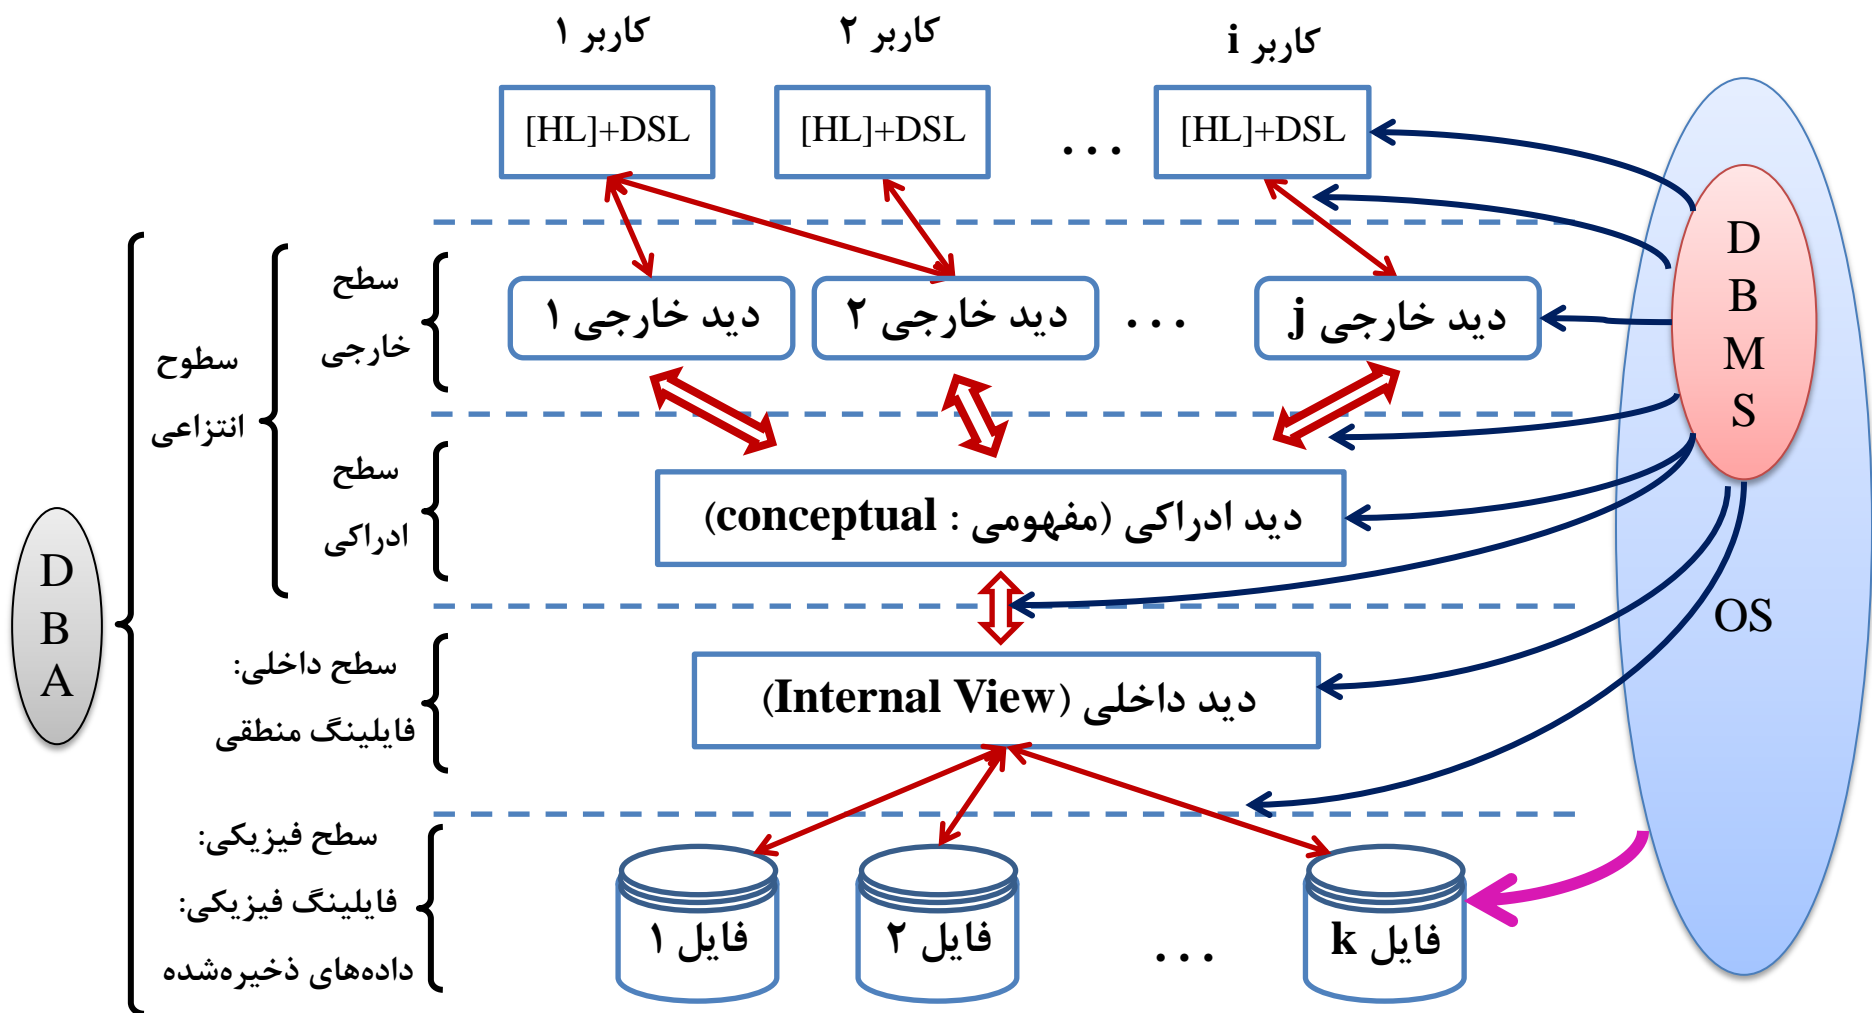 کاربر ۱
کاربر ۲
کاربر i
[HL]+DSL
[HL]+DSL
. . .
[HL]+DSL
سطح
خارجی
دید خارجی ۱
دید خارجی ۲
. . .
دید خارجی j
سطوح
انتزاعی
سطح
ادراکی
دید ادراکی (مفهومی : conceptual)
سطح داخلی:
فایلینگ منطقی
دید داخلی (Internal View)
سطح فیزیکی:
فایلینگ فیزیکی:
داده‌های ذخیره‌شده
فایل ۱
فایل ۲
. . .
فایل k
D
B
A
D
B
M
S
OS